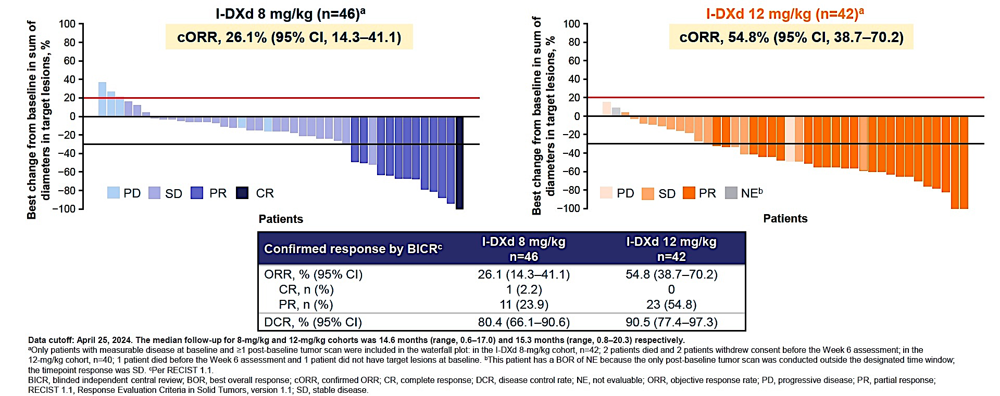 I-DXd 8 mg/kg (n=46)ᵃ
cORR, 26.1% (95% CI, 14.3–41.1)
Best change from baseline in sum of
diameters in target lesions, %
100
80
60
40
20
0
−20
−40
−60
−80
−100
PD SD PR CR
Patients
I-DXd 12 mg/kg (n=42)ᵃ
cORR, 54.8% (95% CI, 38.7–70.2)
Best change from baseline in sum of
diameters in target lesions, %
100
80
60
40
20
0
−20
−40
−60
−80
−100
PD SD PR NEᵇ
Patients
Confirmed response by BICRᶜ I-DXd 8 mg/kg n=46 I-DXd 12 mg/kg n=42
ORR, % (95% CI) 26.1 (14.3–41.1) 54.8 (38.7–70.2)
CR, n (%) 1 (2.2) 0
PR, n (%) 11 (23.9) 23 (54.8)
DCR, % (95% CI) 80.4 (66.1–90.6) 90.5 (77.4–97.3)
Data cutoff: April 25, 2024. The median follow-up for 8-mg/kg and 12-mg/kg cohorts was 14.6 months (range, 0.6–17.0) and 15.3 months (range, 0.8–20.3) respectively.
ᵃOnly patients with measurable disease at baseline and ≥1 post-baseline tumor scan were included in the waterfall plot: in the I-DXd 8-mg/kg cohort, n=42; 2 patients died and 2 patients withdrew consent before the Week 6 assessment; in the
12-mg/kg cohort, n=40; 1 patient died before the Week 6 assessment and 1 patient did not have target lesions at baseline. ᵇThis patient has a BOR of NE because the only post-baseline tumor scan was conducted outside the designated time window;
the timepoint response was SD. ᶜPer RECIST 1.1.
BICR, blinded independent central review; BOR, best overall response; cORR, confirmed ORR; CR, complete response; DCR, disease control rate; NE, not evaluable; ORR, objective response rate; PD, progressive disease; PR, partial response;
RECIST 1.1, Response Evaluation Criteria in Solid Tumors, version 1.1; SD, stable disease.